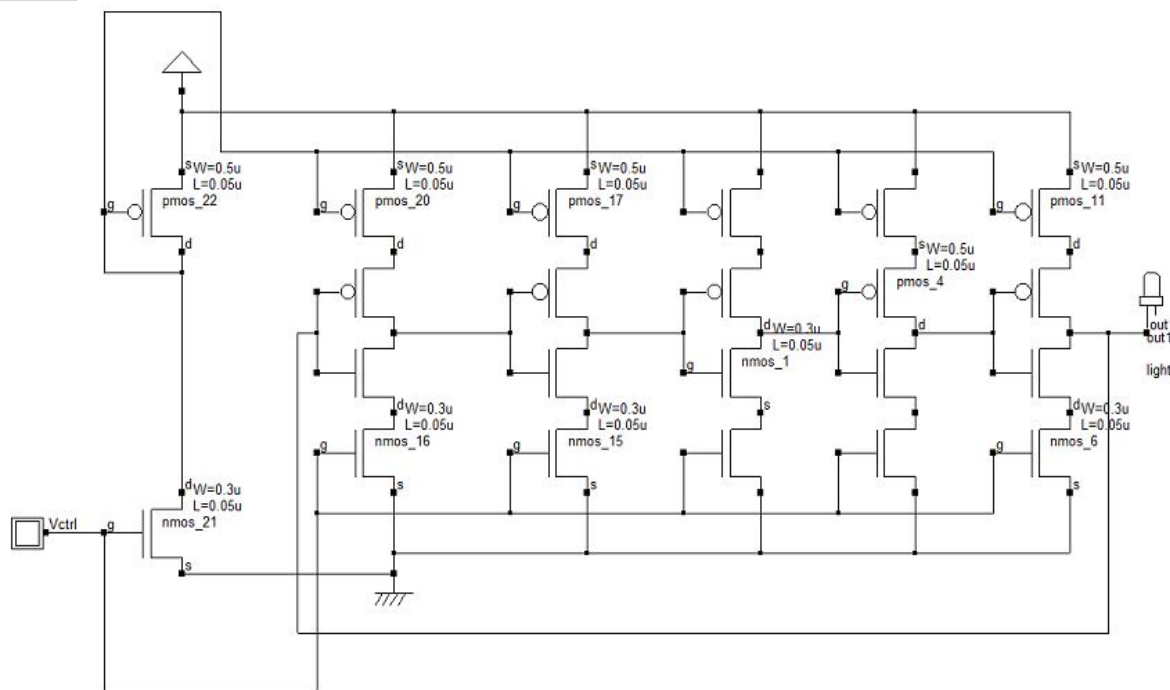 s W=0.5u
L=0.05u
g
pmos_22
d
s W=0.5u
L=0.05u
g
pmos_20
d
s W=0.5u
L=0.05u
g
pmos_17
d
s W=0.5u
L=0.05u
g
pmos_11
d
g
g
s W=0.5u
L=0.05u
g
pmos_4
d
d W=0.3u
L=0.05u
nmos_1
g
s
out
out1
light
d W=0.3u
L=0.05u
g
nmos_16
s
d W=0.3u
L=0.05u
g
nmos_15
s
d W=0.3u
L=0.05u
g
nmos_6
s
d W=0.3u
L=0.05u
Vctrl
g
nmos_21
s